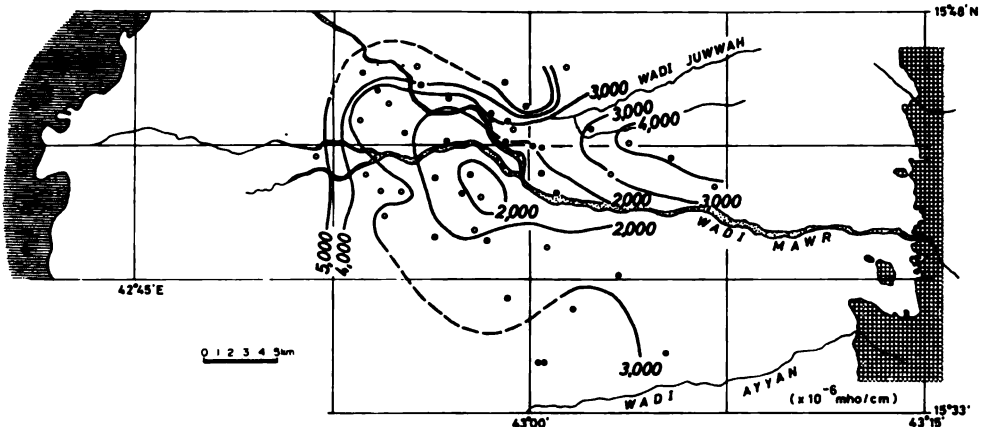 15°48'N
WADI JUWWAH
3,000
3,000
4,000
2,000
2,000
3,000
2,000
WADI MAWR
5,000
4,000
42°45'E
0 1 2 3 4 5km
3,000
WADI AYYAN
(x10⁻⁶ mho/cm)
15°33'
43°00'
43°15'